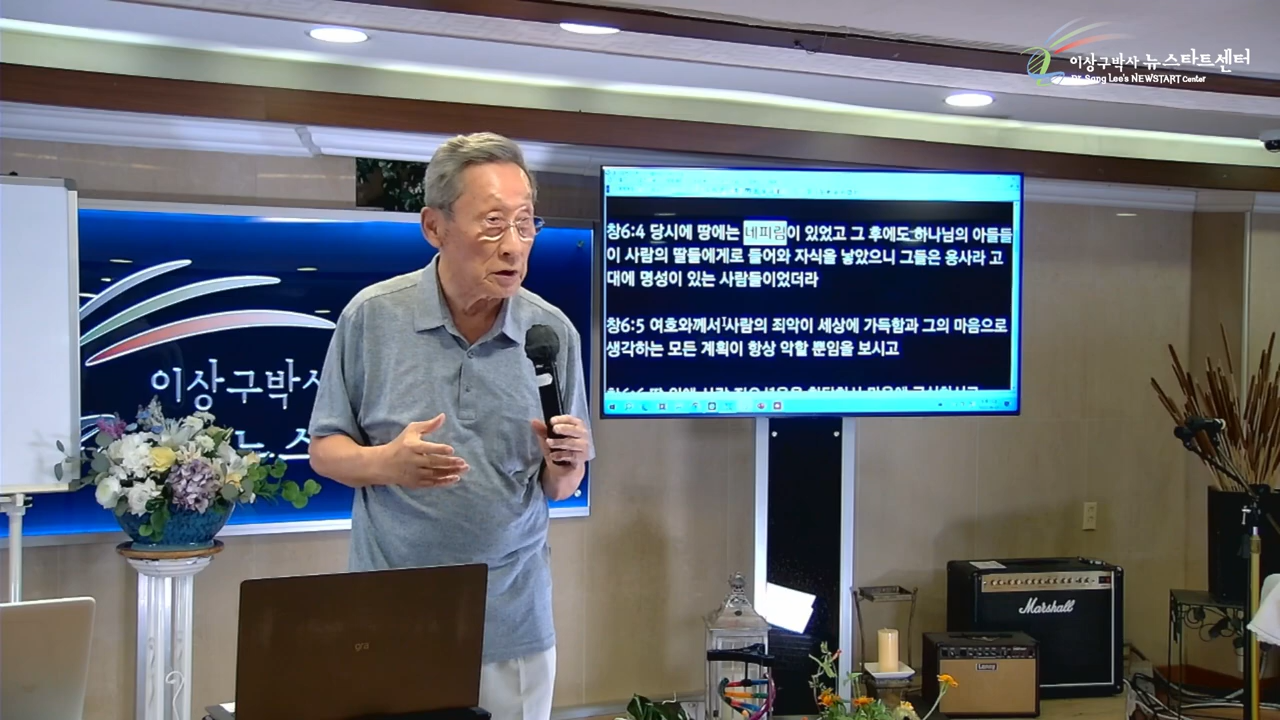 이상구박사 뉴스타트센터
Dr. Sang Lee's NEWSTART Center
창6:4 당시에 땅에는 네피림이 있었고 그 후에도 하나님의 아들들
이 사람의 딸들에게로 들어와 자식을 낳았으니 그들은 용사라 고
대에 명성이 있는 사람들이었더라
창6:5 여호와께서 사람의 죄악이 세상에 가득함과 그의 마음으로
생각하는 모든 계획이 항상 악할 뿐임을 보시고
이상구박사
뉴스
gra
Marshall
Laney